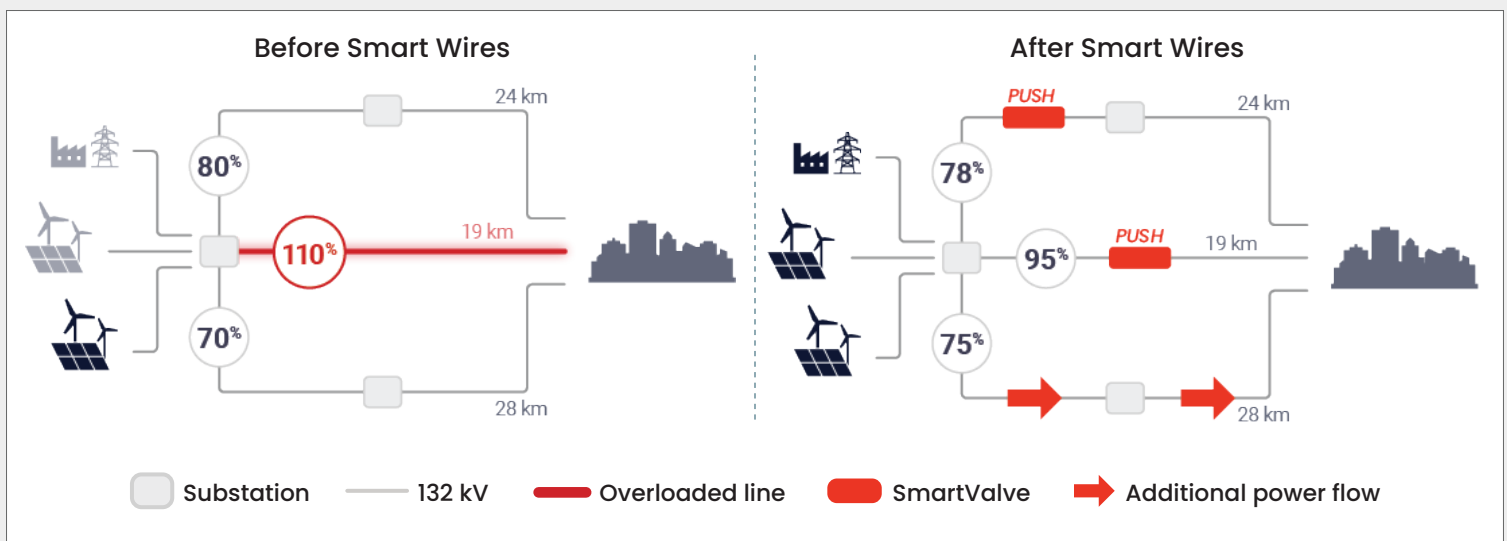 Before Smart Wires
24 km
80%
19 km
110%
70%
28 km
After Smart Wires
PUSH
24 km
78%
PUSH
19 km
95%
75%
28 km
Substation
132 kV
Overloaded line
SmartValve
Additional power flow